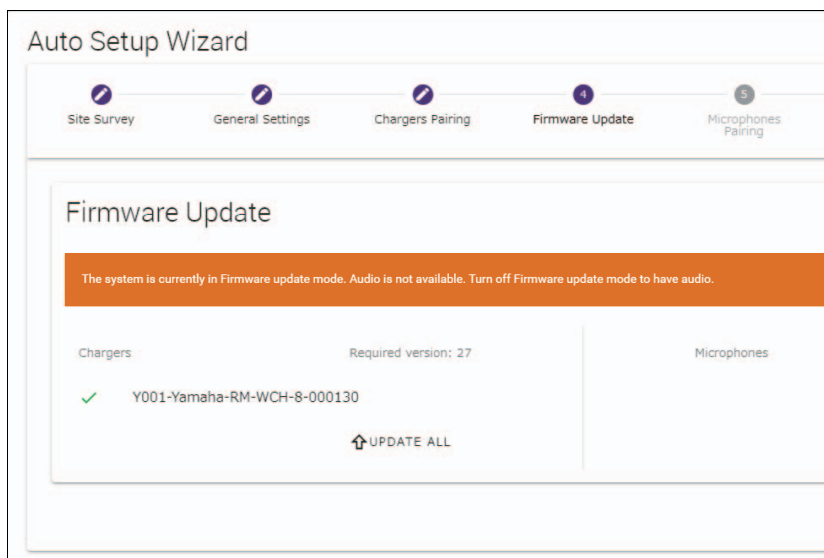 Auto Setup Wizard
4
5
Site Survey
General Settings
Chargers Pairing
Firmware Update
Microphones
Pairing
Firmware Update
The system is currently in Firmware update mode. Audio is not available. Turn off Firmware update mode to have audio.
Chargers
Required version: 27
Microphones
Y001-Yamaha-RM-WCH-8-000130
UPDATE ALL